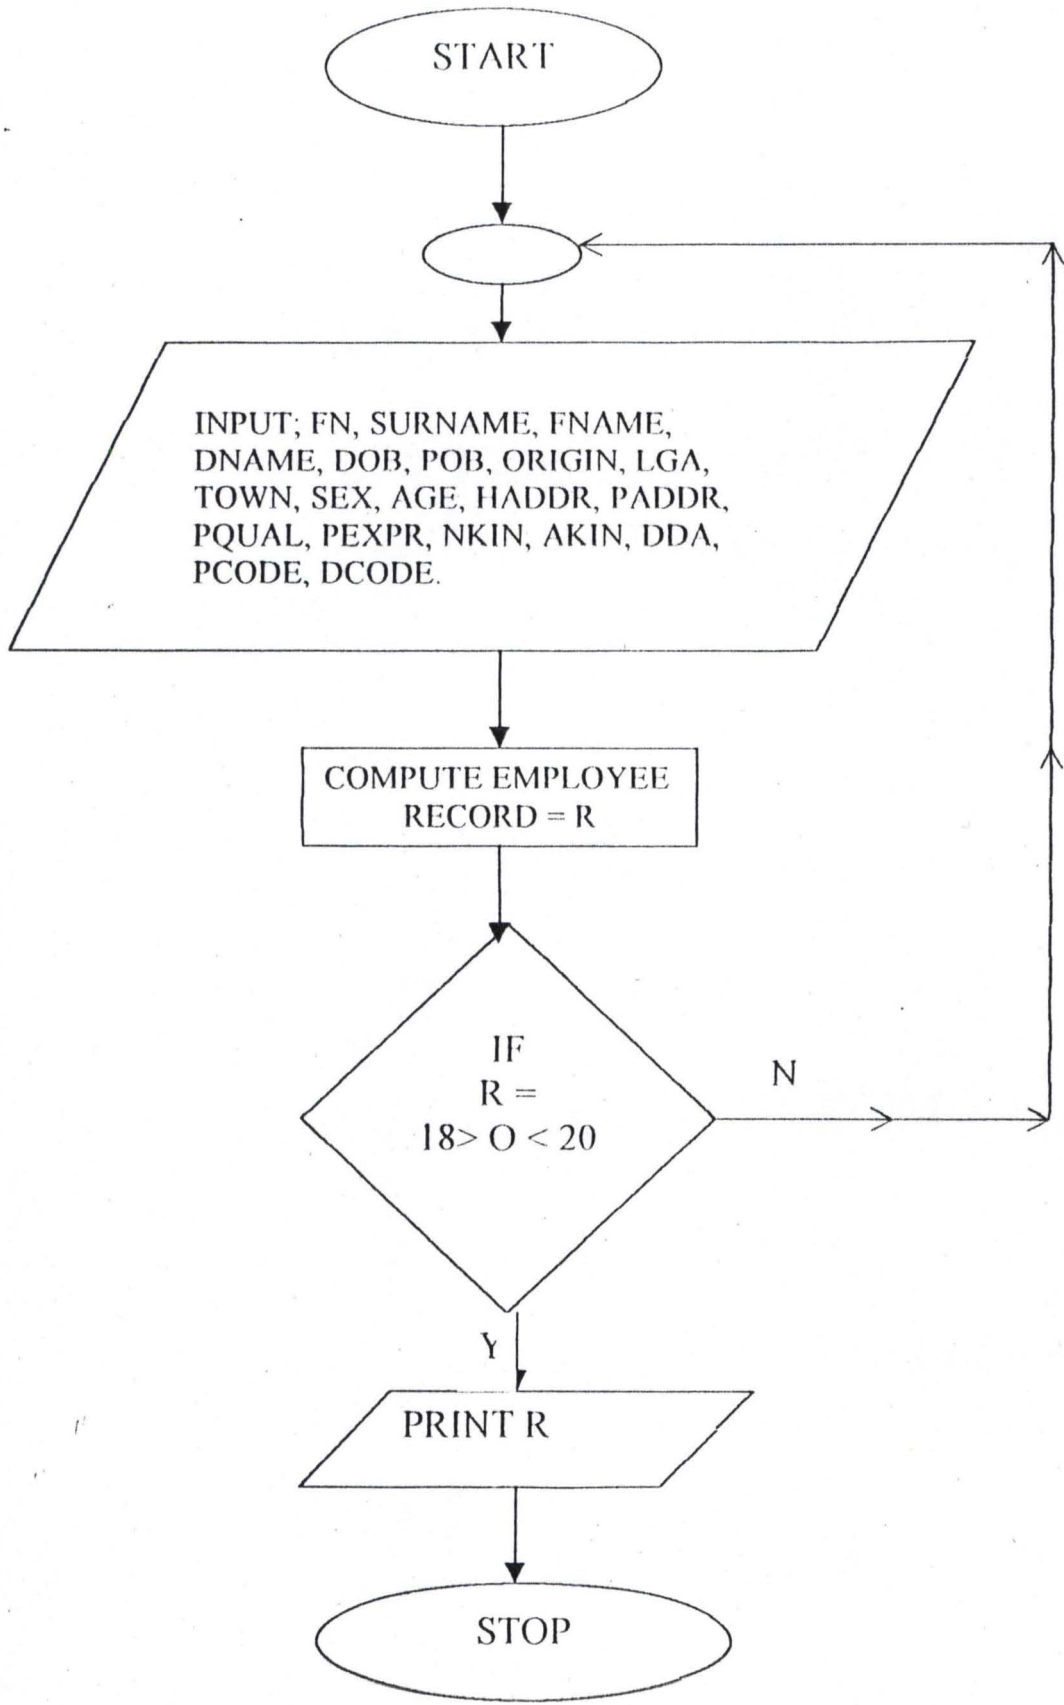 START
INPUT; FN, SURNAME, FNAME,
DNAME, DOB, POB, ORIGIN, LGA,
TOWN, SEX, AGE, HADDR, PADDR,
PQUAL, PEXPR, NKIN, AKIN, DDA,
PCODE, DCODE.
COMPUTE EMPLOYEE
RECORD = R
IF
R =
18> O < 20
N
Y
PRINT R
STOP